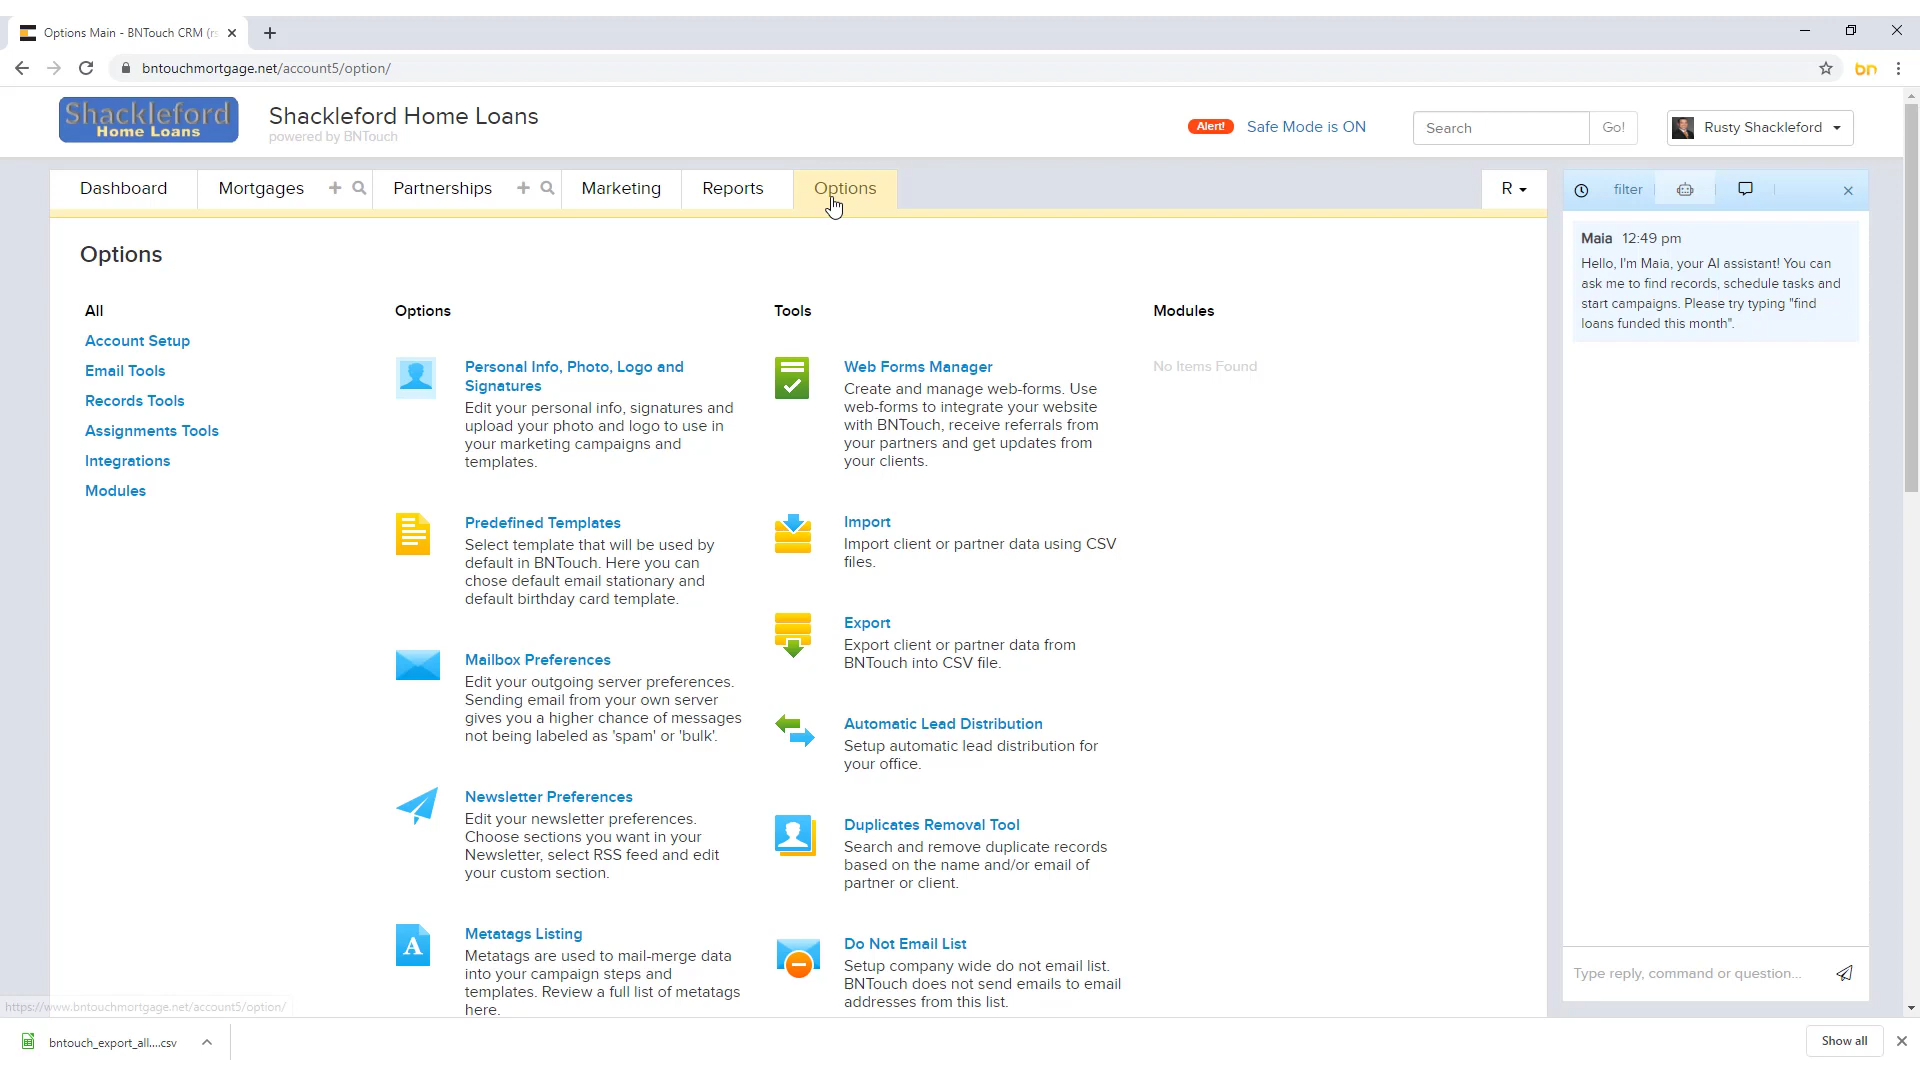 Options Main - BNTouch CRM (rs
bntouchmortgage.net/account5/option/
bn
Shackleford
Home Loans
Shackleford Home Loans
powered by BNTouch
Alert!
Safe Mode is ON
Search
Go!
Rusty Shackleford
Dashboard
Mortgages
Partnerships
Marketing
Reports
Options
R
filter
Options
All
Account Setup
Email Tools
Records Tools
Assignments Tools
Integrations
Modules
Options
Personal Info, Photo, Logo and
Signatures
Edit your personal info, signatures and
upload your photo and logo to use in
your marketing campaigns and
templates.
Predefined Templates
Select template that will be used by
default in BNTouch. Here you can
chose default email stationary and
default birthday card template.
Mailbox Preferences
Edit your outgoing server preferences.
Sending email from your own server
gives you a higher chance of messages
not being labeled as 'spam' or 'bulk'.
Newsletter Preferences
Edit your newsletter preferences.
Choose sections you want in your
Newsletter, select RSS feed and edit
your custom section.
A
Metatags Listing
Metatags are used to mail-merge data
into your campaign steps and
templates. Review a full list of metatags
here.
Tools
Web Forms Manager
Create and manage web-forms. Use
web-forms to integrate your website
with BNTouch, receive referrals from
your partners and get updates from
your clients.
Import
Import client or partner data using CSV
files.
Export
Export client or partner data from
BNTouch into CSV file.
Automatic Lead Distribution
Setup automatic lead distribution for
your office.
Duplicates Removal Tool
Search and remove duplicate records
based on the name and/or email of
partner or client.
Do Not Email List
Setup company wide do not email list.
BNTouch does not send emails to email
addresses from this list.
Modules
No Items Found
Maia 12:49 pm
Hello, I'm Maia, your AI assistant! You can
ask me to find records, schedule tasks and
start campaigns. Please try typing "find
loans funded this month".
Type reply, command or question...
https://www.bntouchmortgage.net/account5/option/
bntouch_export_all....csv
Show all